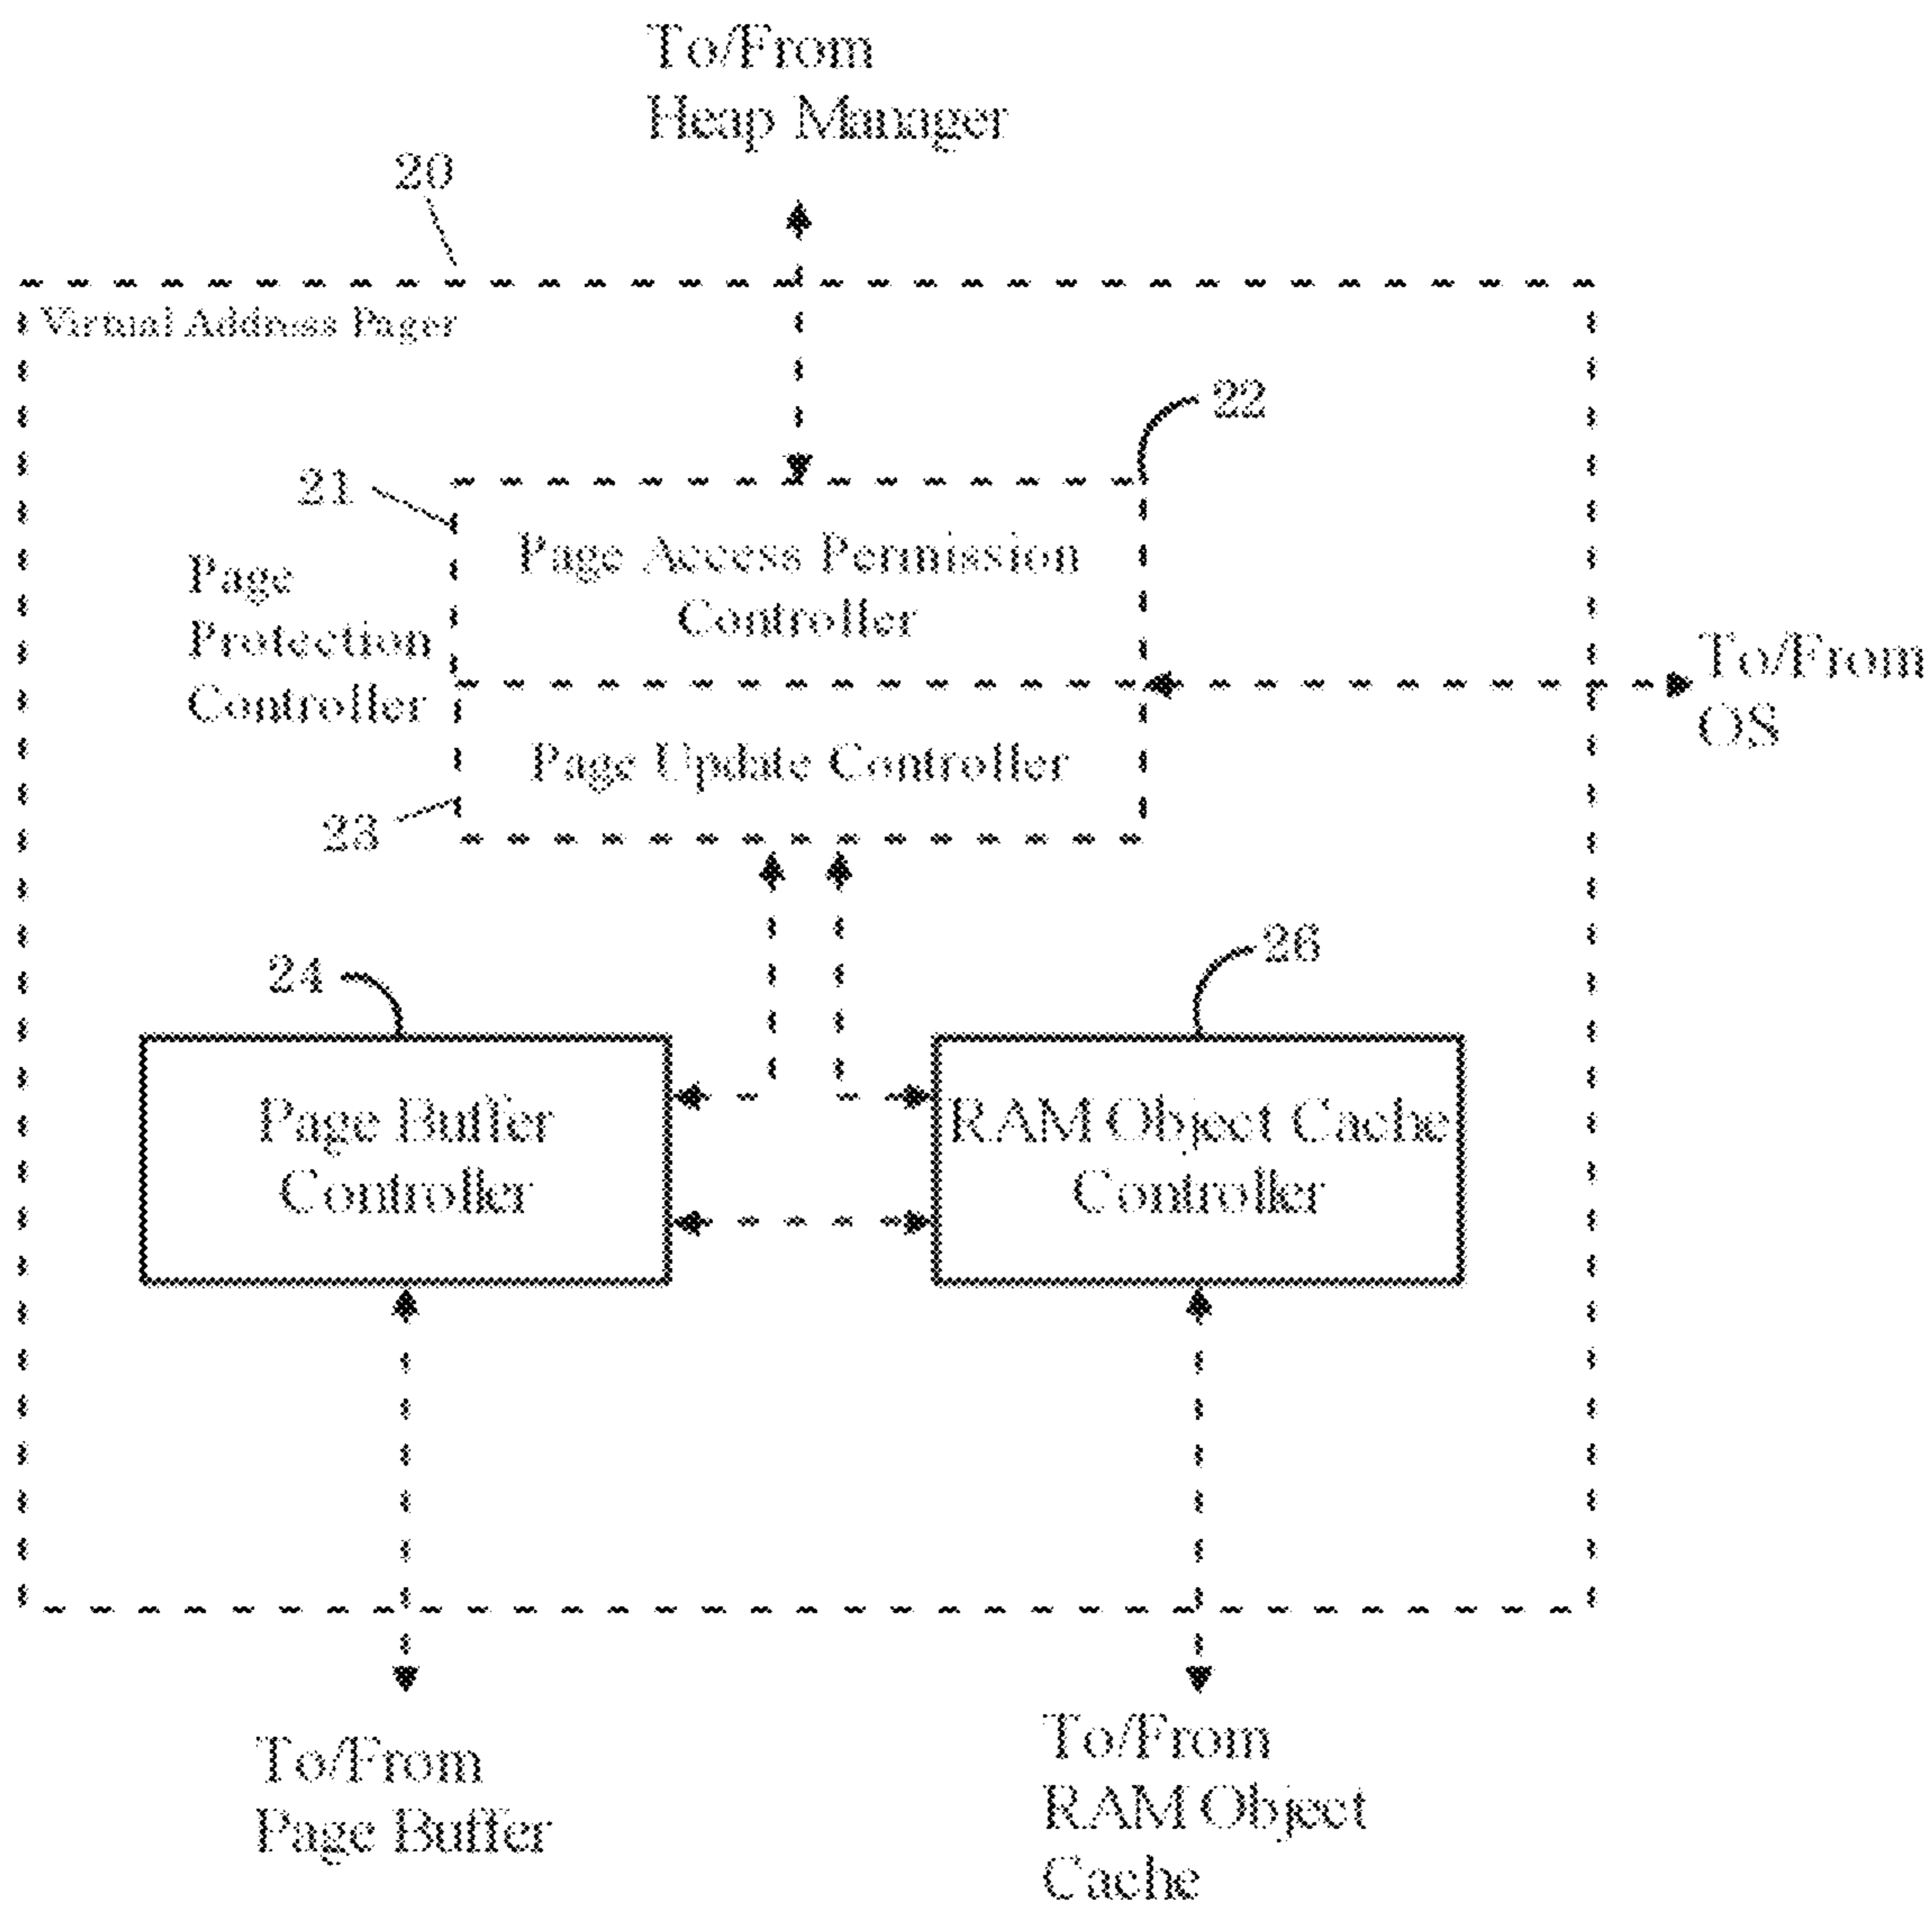 To/From
Heap Manager
20
Virtual Address Pager
22
21
Page Access Permission
Controller
Page
Protection
Controller
To/From
OS
Page Update Controller
23
24
26
Page Buffer
Controller
RAM Object Cache
Controller
To/From
Page Buffer
To/From
RAM Object
Cache